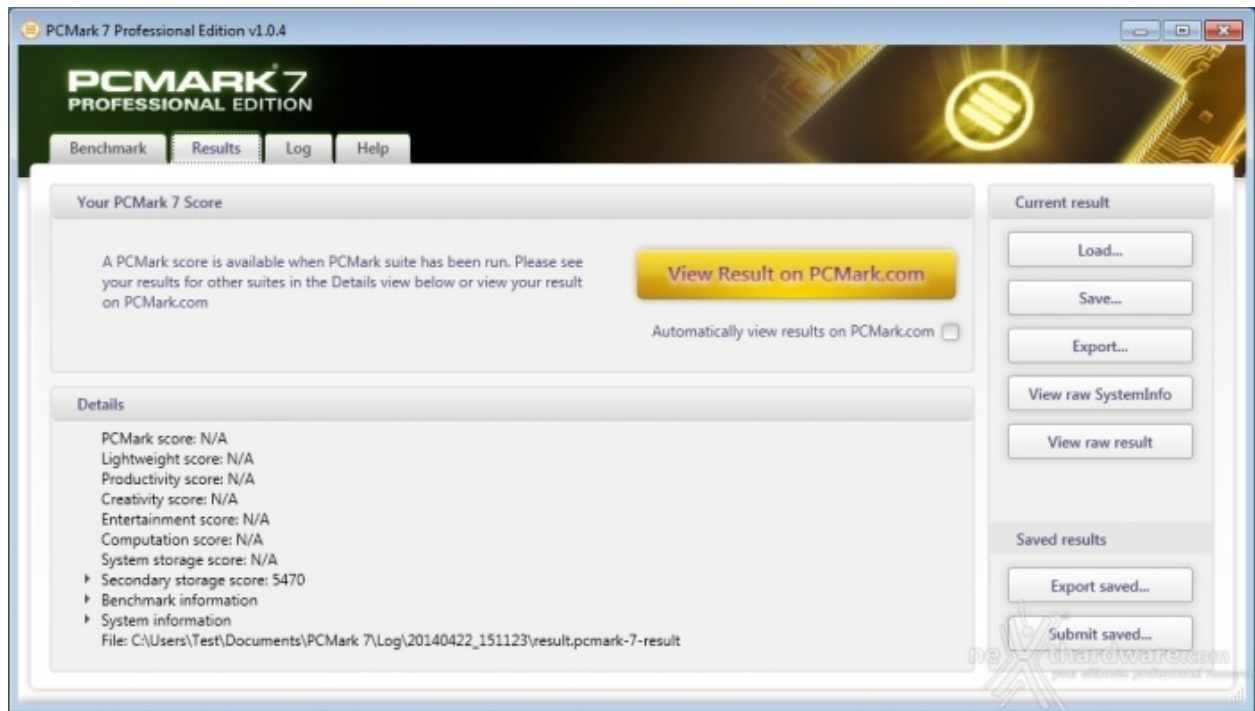 PCMark 7 Professional Edition v1.0.4
PCMARK 7
PROFESSIONAL EDITION
Benchmark
Results
Log
Help
Your PCMark 7 Score
A PCMark score is available when PCMark suite has been run. Please see
your results for other suites in the Details view below or view your result
on PCMark.com
View Result on PCMark.com
Automatically view results on PCMark.com
Details
PCMark score: N/A
Lightweight score: N/A
Productivity score: N/A
Creativity score: N/A
Entertainment score: N/A
Computation score: N/A
System storage score: N/A
Secondary storage score: 5470
Benchmark information
System information
File: C:\Users\Test\Documents\PCMark 7\Log\20140422_151123\result.pcmark-7-result
Current result
Load...
Save...
Export...
View raw SystemInfo
View raw result
Saved results
Export saved...
Submit saved...
your ultimate professional